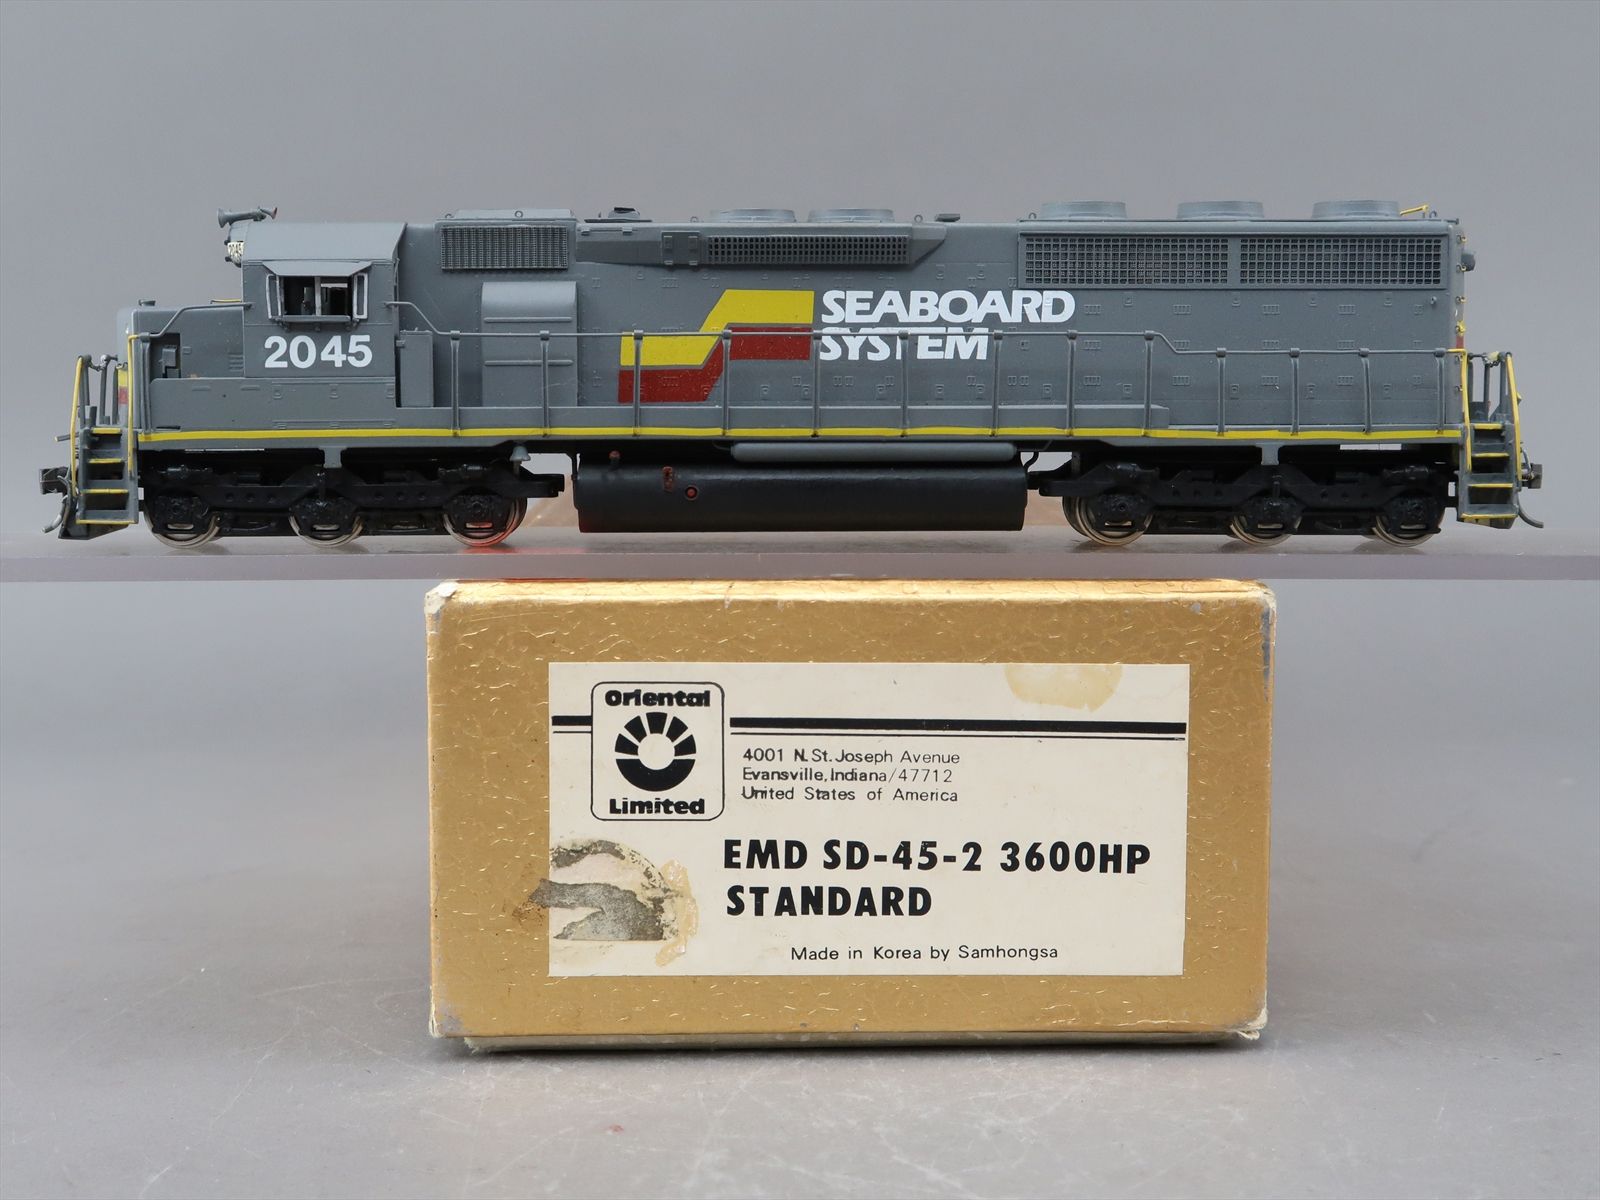 SEABOARD
SYSTEM
2045
Oriental
Limited
4001 N. St. Joseph Avenue
Evansville, Indiana/47712
United States of America
EMD SD-45-2 3600HP
STANDARD
Made in Korea by Samhongsa